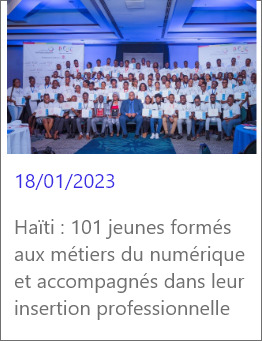 18/01/2023
Haïti : 101 jeunes formés
aux métiers du numérique
et accompagnés dans leur
insertion professionnelle